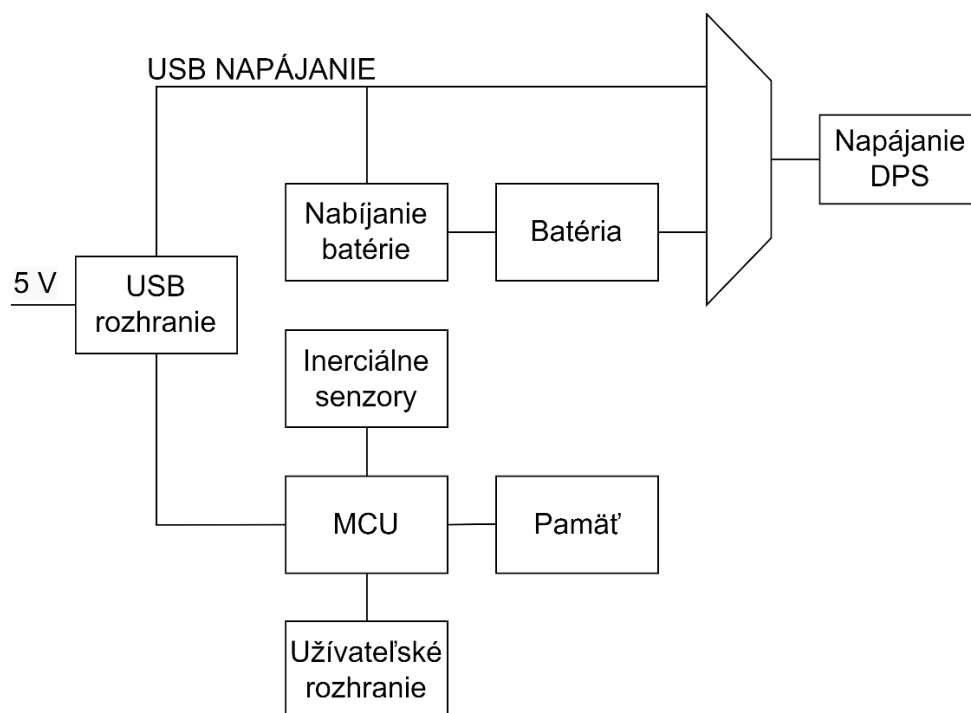 USB NAPÁJANIE
Napájanie
DPS
Nabíjanie
batérie
Batéria
5 V
USB
rozhranie
Inerciálne
senzory
MCU
Pamäť
Užívateľské
rozhranie